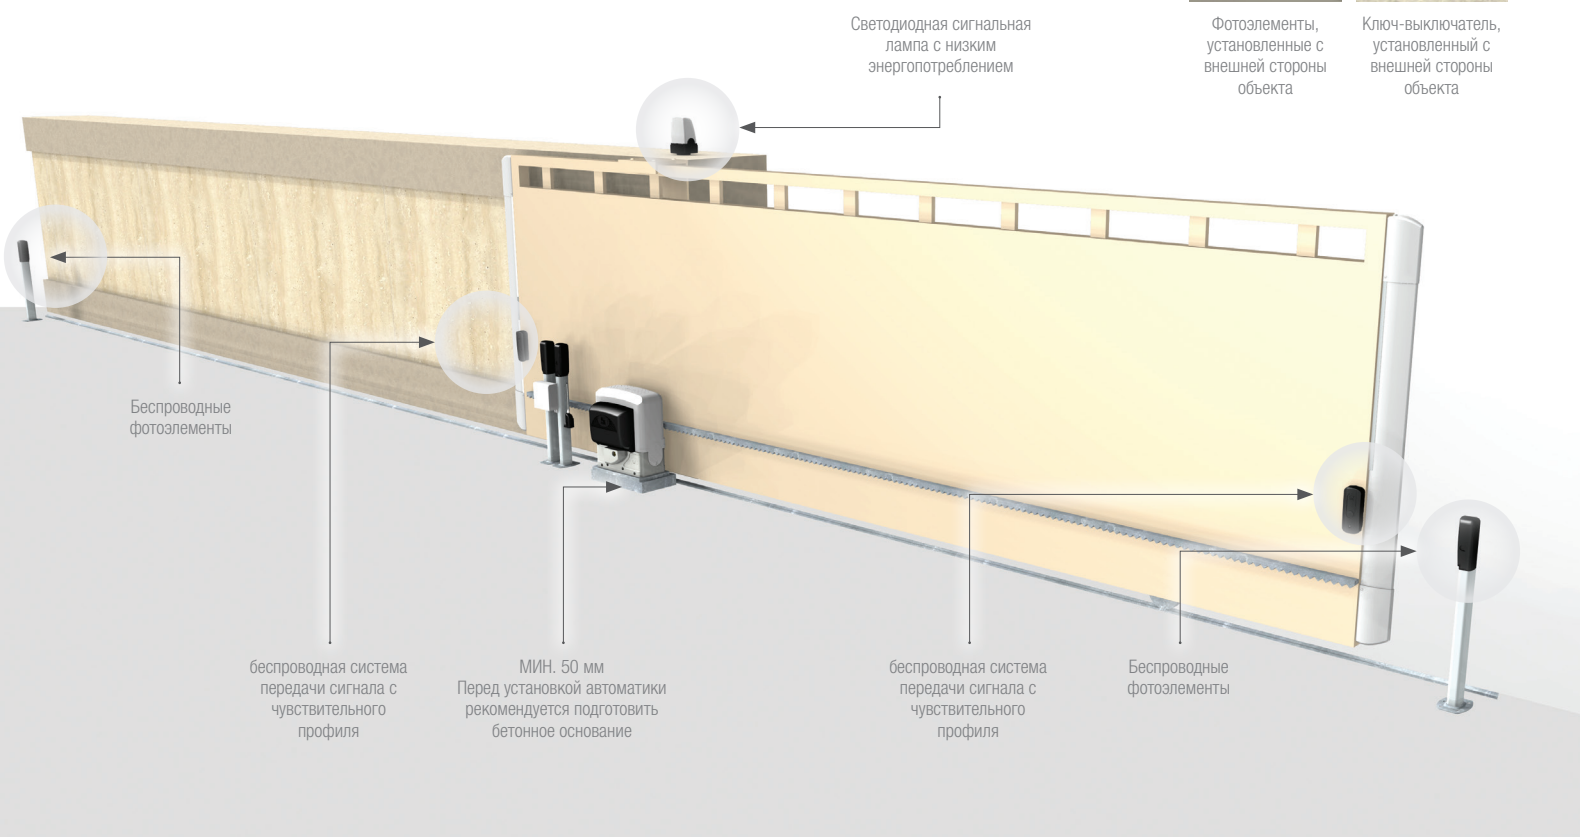 Светодиодная сигнальная
лампа с низким
энергопотреблением
Фотоэлементы,
установленные с
внешней стороны
объекта
Ключ-выключатель,
установленный с
внешней стороны
объекта
Беспроводные
фотоэлементы
беспроводная система
передачи сигнала с
чувствительного
профиля
МИН. 50 мм
Перед установкой автоматики
рекомендуется подготовить
бетонное основание
беспроводная система
передачи сигнала с
чувствительного
профиля
Беспроводные
фотоэлементы